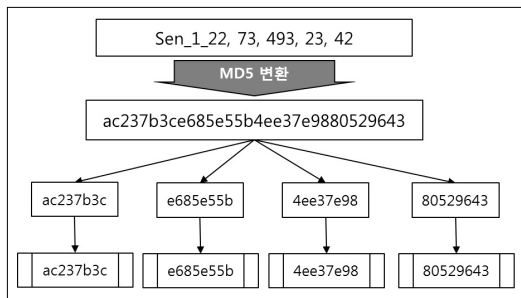 Sen_1_22, 73, 493, 23, 42
MD5 변환
ac237b3ce685e55b4ee37e9880529643
ac237b3c e685e55b 4ee37e98 80529643
ac237b3c e685e55b 4ee37e98 80529643